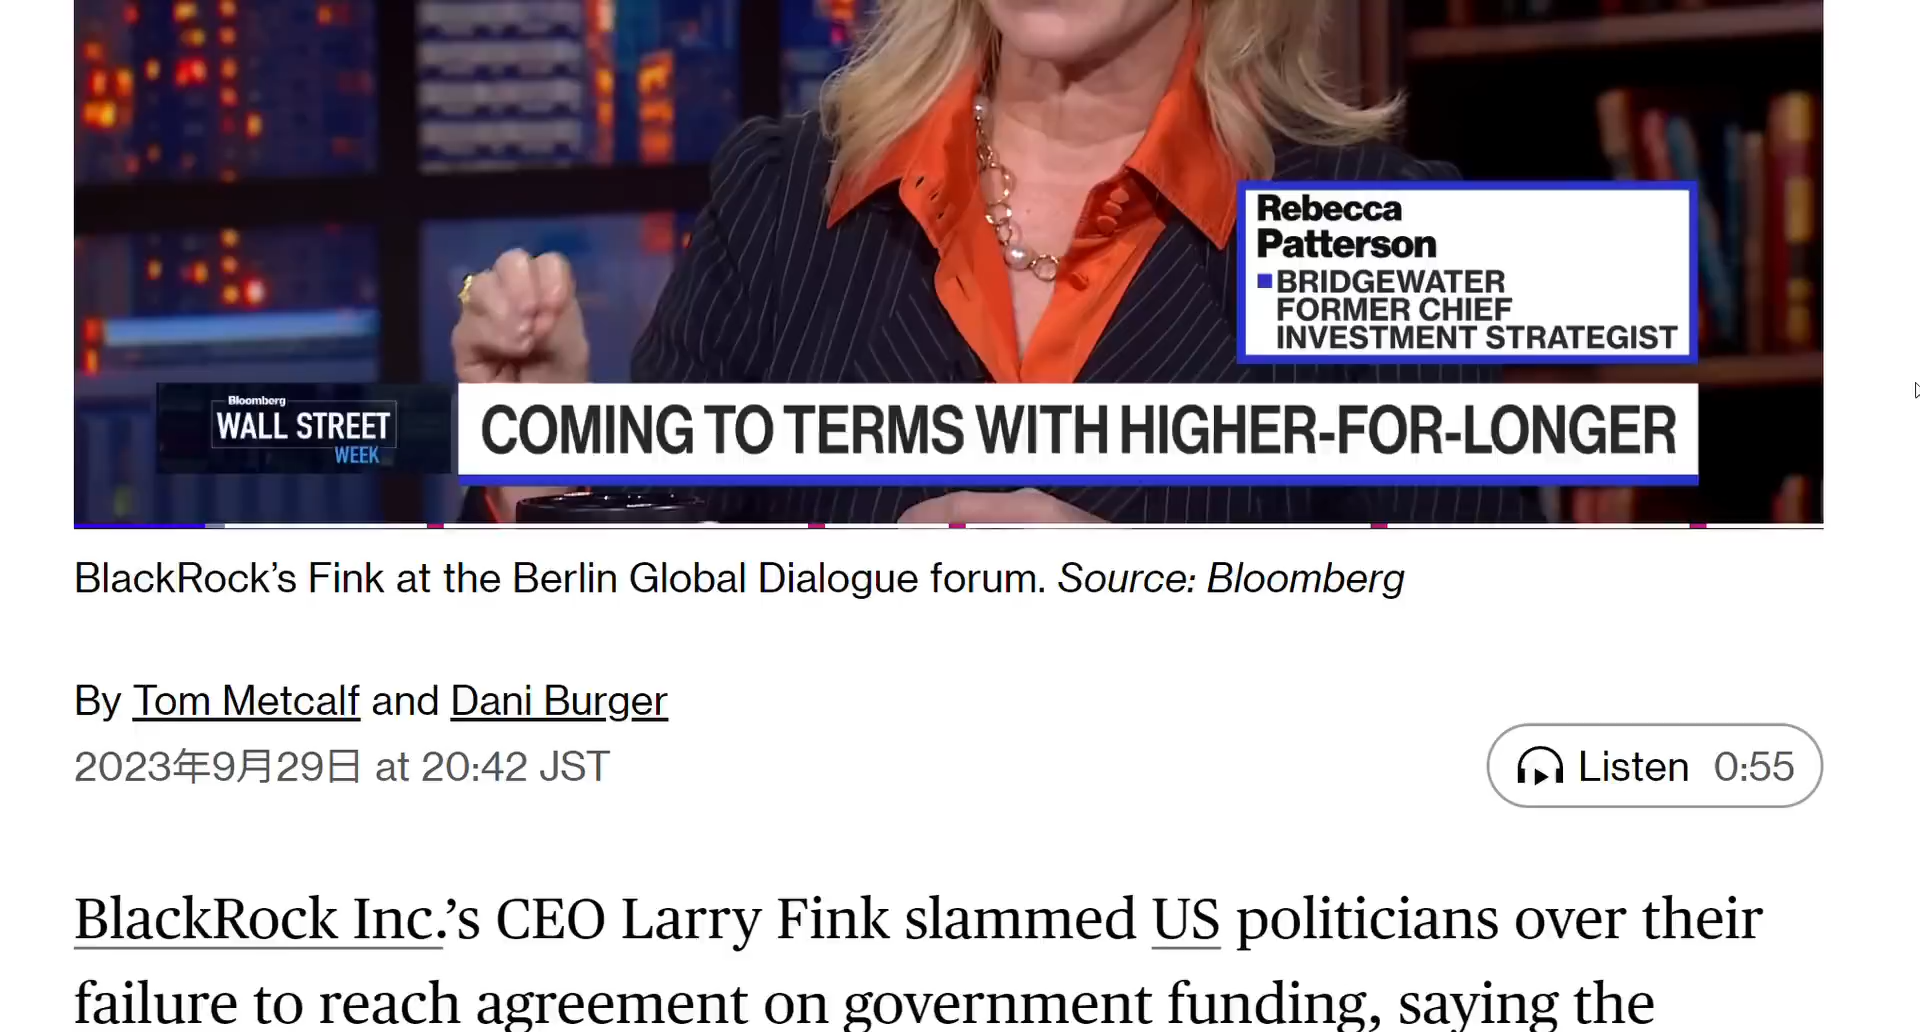 Rebecca
Patterson
BRIDGEWATER
FORMER CHIEF
INVESTMENT STRATEGIST
Bloomberg
WALL STREET
WEEK
COMING TO TERMS WITH HIGHER-FOR-LONGER
BlackRock’s Fink at the Berlin Global Dialogue forum. Source: Bloomberg
By Tom Metcalf and Dani Burger
2023年9月29日 at 20:42 JST
Listen 0:55
BlackRock Inc.’s CEO Larry Fink slammed US politicians over their
failure to reach agreement on government funding, saying the